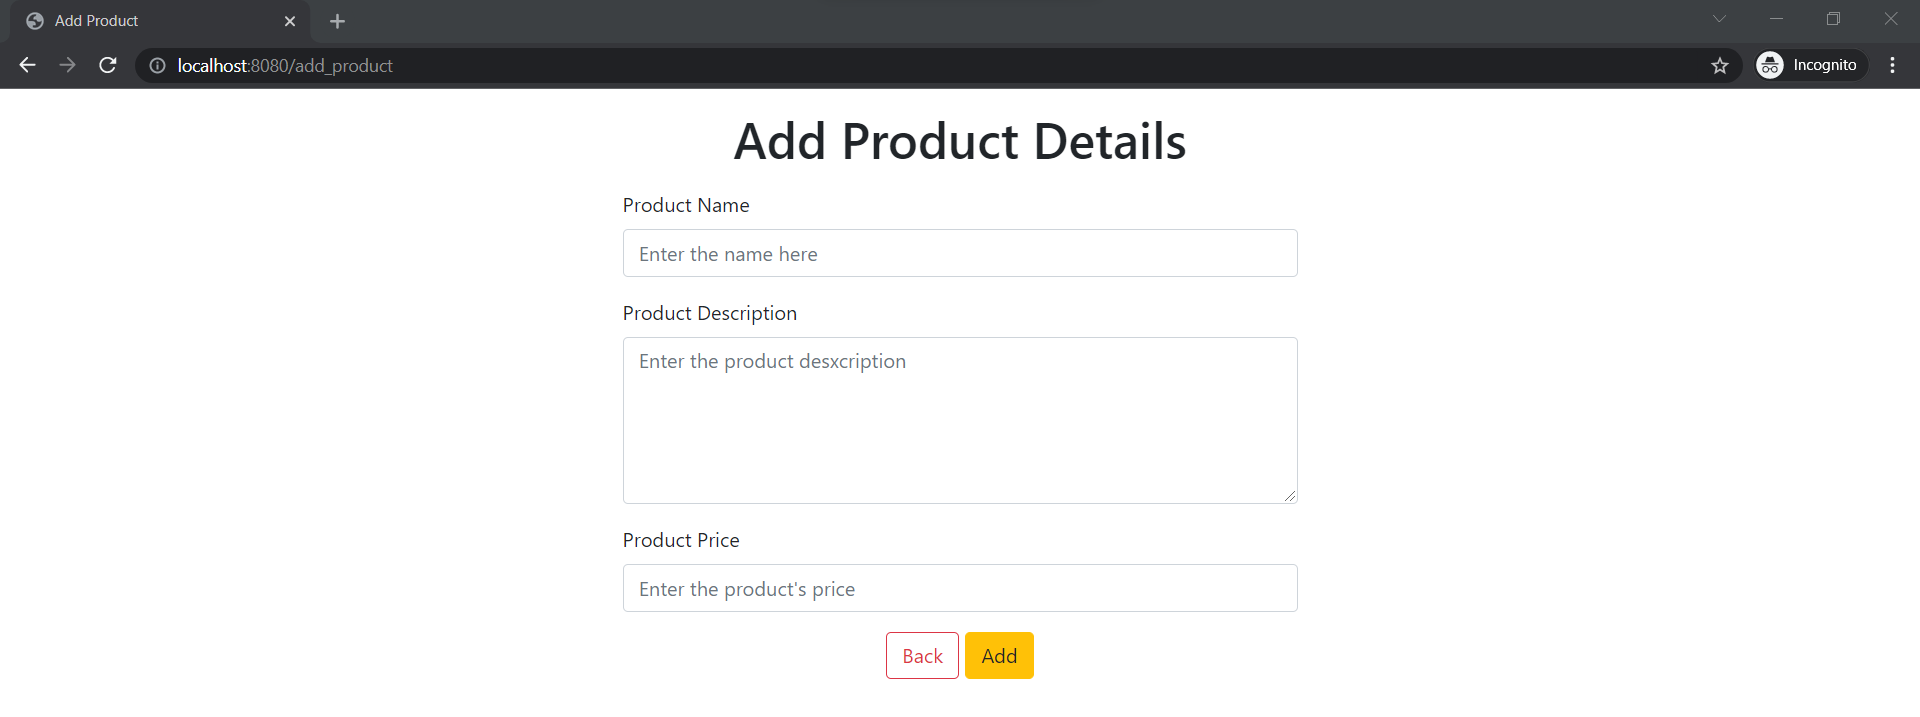 Add Product
localhost:8080/add_product
Incognito
Add Product Details
Product Name
Enter the name here
Product Description
Enter the product desxcription
Product Price
Enter the product's price
Back Add